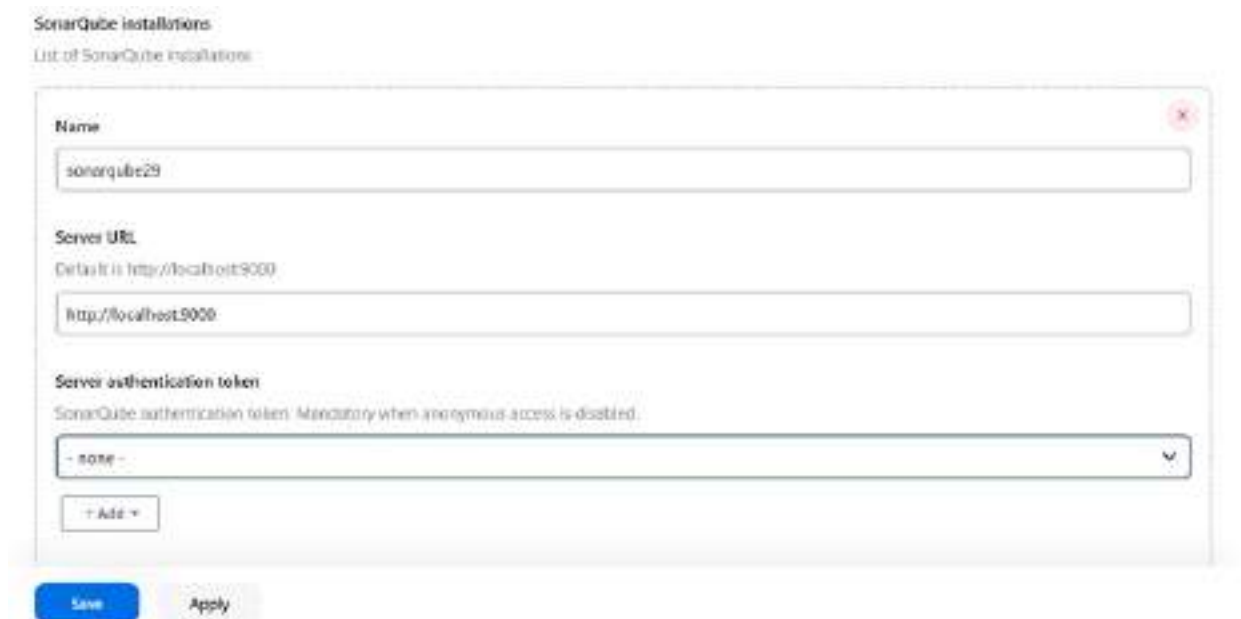 SonarQube installations
List of SonarQube installations
Name
sonarqube29
Server URL
Default is http://localhost:9000
http://localhost:9000
Server authentication token
SonarQube authentication token. Mandatory when anonymous access is disabled.
- none -
+ Add
Save
Apply